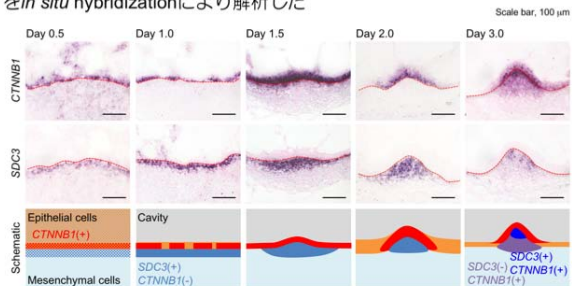 をin situ hybridizationにより解析した
Scale bar, 100 μm
Day 0.5 Day 1.0 Day 1.5 Day 2.0 Day 3.0
CTNNB1
SDC3
Schematic
Epithelial cells
CTNNB1(+)
Mesenchymal cells
Cavity
SDC3(+)
CTNNB1(-)
SDC3(+)
SDC3(-) CTNNB1(+)
CTNNB1(+)